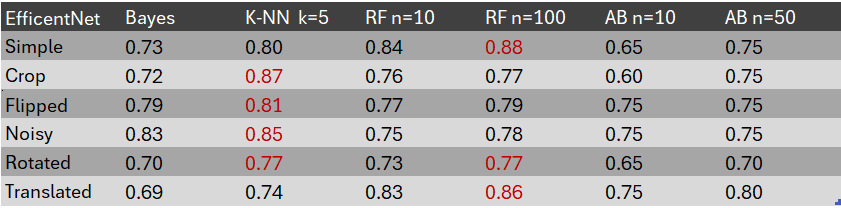 EfficentNet Bayes K-NN k=5 RF n=10 RF n=100 AB n=10 AB n=50
Simple 0.73 0.80 0.84 0.88 0.65 0.75
Crop 0.72 0.87 0.76 0.77 0.60 0.75
Flipped 0.79 0.81 0.77 0.79 0.75 0.75
Noisy 0.83 0.85 0.75 0.78 0.75 0.75
Rotated 0.70 0.77 0.73 0.77 0.65 0.70
Translated 0.69 0.74 0.83 0.86 0.75 0.80